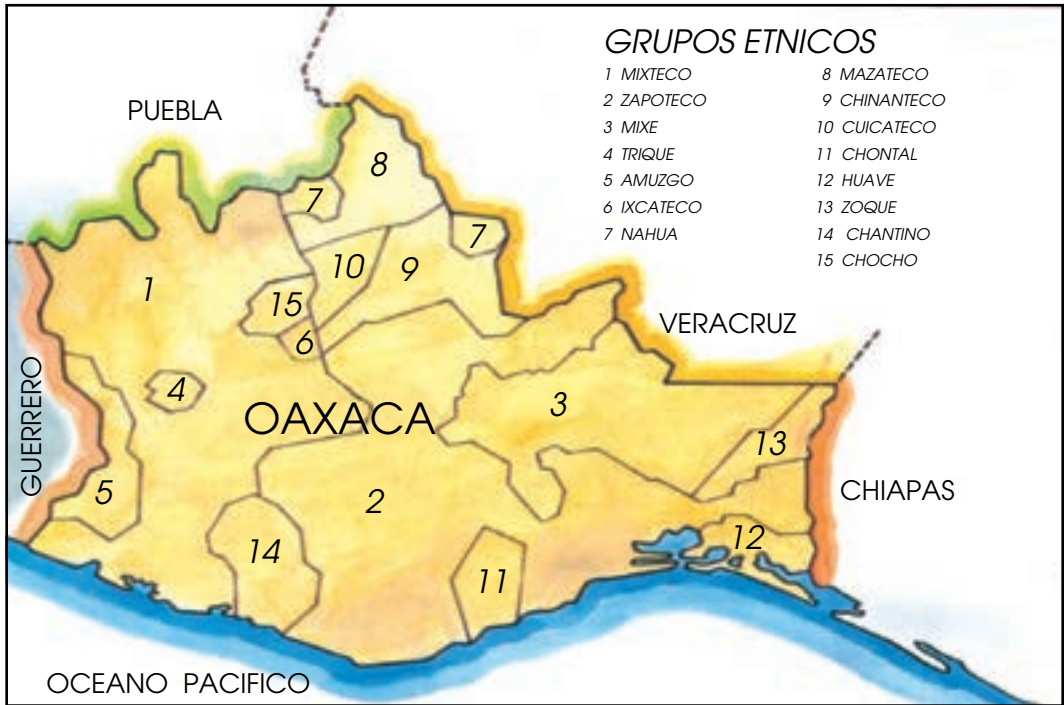 GRUPOS ETNICOS
1 MIXTECO
2 ZAPOTECO
3 MIXE
4 TRIQUE
5 AMUZGO
6 IXCATECO
7 NAHUA
8 MAZATECO
9 CHINANTECO
10 CUICATECO
11 CHONTAL
12 HUAVE
13 ZOQUE
14 CHANTINO
15 CHOCHO
PUEBLA
8
7
7
10
9
1
15
6
VERACRUZ
4
3
OAXACA
GUERRERO
13
5
CHIAPAS
2
14
12
11
OCEANO PACIFICO